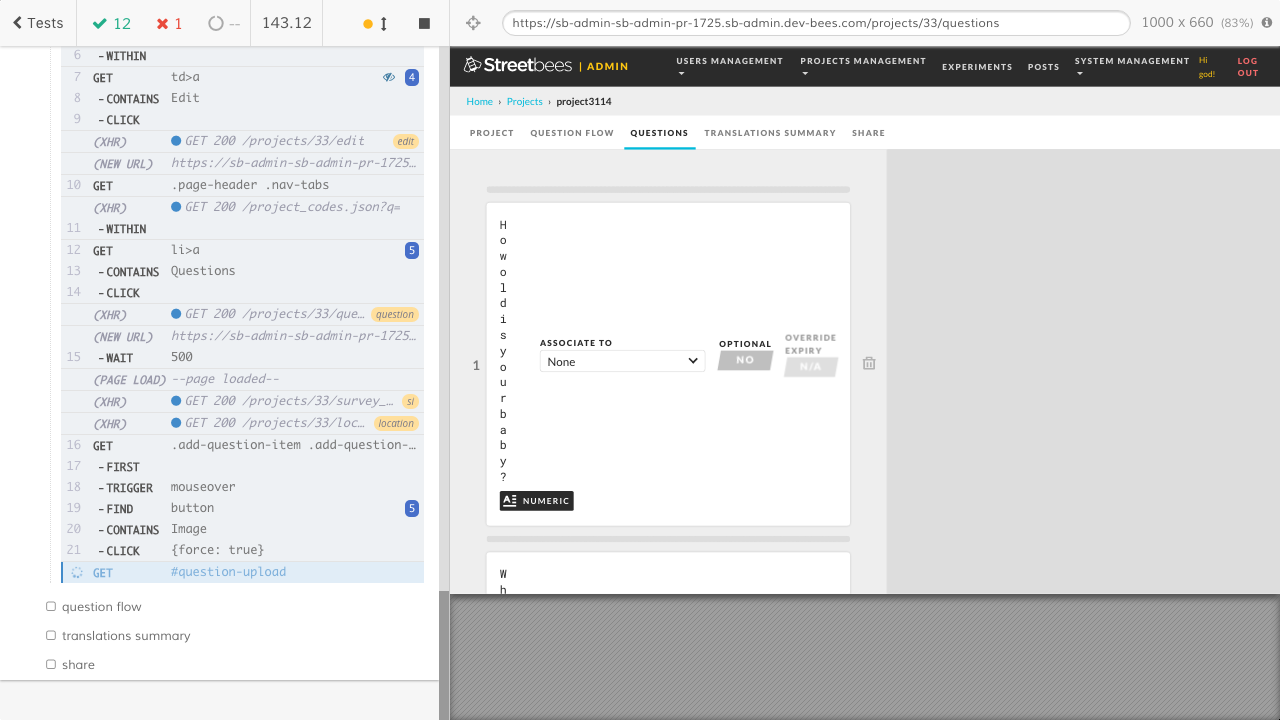 Tests 12 1 -- 143.12
6 -WITHIN
7 GET td>a 4
8 -CONTAINS Edit
9 -CLICK
(XHR) GET 200 /projects/33/edit edit
(NEW URL) https://sb-admin-sb-admin-pr-1725…
10 GET .page-header .nav-tabs
(XHR) GET 200 /project_codes.json?q=
11 -WITHIN
12 GET li>a 5
13 -CONTAINS Questions
14 -CLICK
(XHR) GET 200 /projects/33/que… question
(NEW URL) https://sb-admin-sb-admin-pr-1725…
15 -WAIT 500
(PAGE LOAD) --page loaded--
(XHR) GET 200 /projects/33/survey_… si
(XHR) GET 200 /projects/33/loc… location
16 GET .add-question-item .add-question-…
17 -FIRST
18 -TRIGGER mouseover
19 -FIND button 5
20 -CONTAINS Image
21 -CLICK {force: true}
GET #question-upload
question flow
translations summary
share
https://sb-admin-sb-admin-pr-1725.sb-admin.dev-bees.com/projects/33/questions
1000 x 660 (83%)
Streetbees | ADMIN
USERS MANAGEMENT PROJECTS MANAGEMENT EXPERIMENTS POSTS SYSTEM MANAGEMENT
Hi god!
LOG OUT
Home › Projects › project3114
PROJECT QUESTION FLOW QUESTIONS TRANSLATIONS SUMMARY SHARE
1
H
o
w
o
l
d
i
s
y
o
u
r
b
a
b
y
?
ASSOCIATE TO
None
OPTIONAL
NO
OVERRIDE
EXPIRY
N/A
NUMERIC
W
h